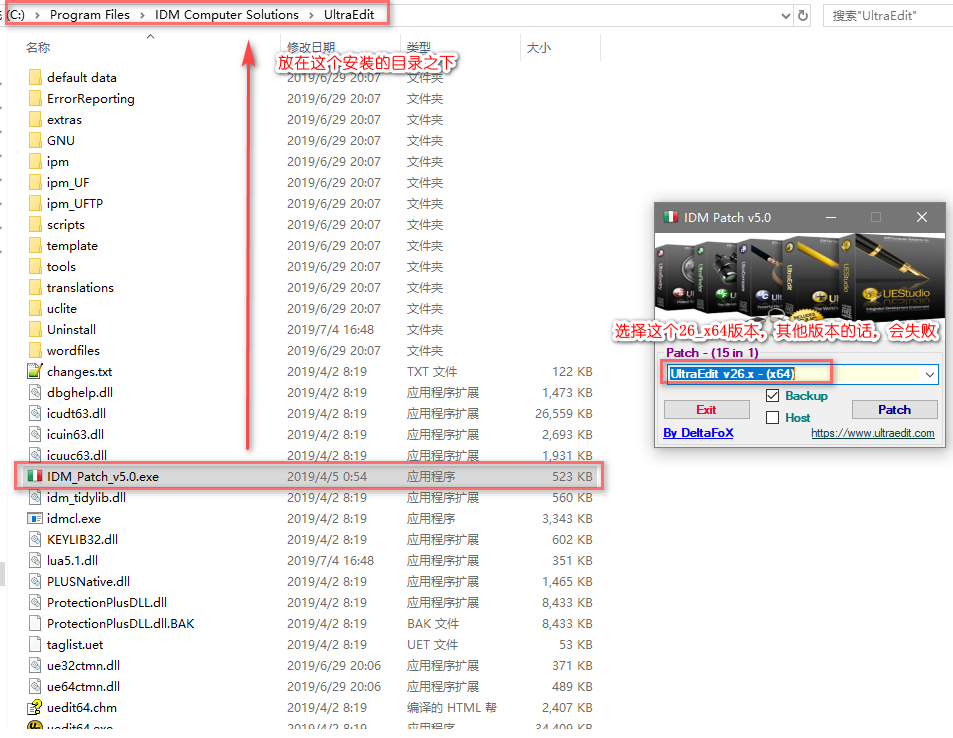 (C:) › Program Files › IDM Computer Solutions › UltraEdit
搜索"UltraEdit"
名称 修改日期 类型 大小
放在这个安装的目录之下
default data 2019/6/29 20:07 文件夹
ErrorReporting 2019/6/29 20:07 文件夹
extras 2019/6/29 20:07 文件夹
GNU 2019/6/29 20:07 文件夹
ipm 2019/6/29 20:07 文件夹
ipm_UF 2019/6/29 20:07 文件夹
ipm_UFTP 2019/6/29 20:07 文件夹
scripts 2019/6/29 20:07 文件夹
template 2019/6/29 20:07 文件夹
tools 2019/6/29 20:07 文件夹
translations 2019/6/29 20:07 文件夹
uclite 2019/6/29 20:07 文件夹
Uninstall 2019/7/4 16:48 文件夹
wordfiles 2019/6/29 20:07 文件夹
changes.txt 2019/4/2 8:19 TXT 文件 122 KB
dbghelp.dll 2019/4/2 8:19 应用程序扩展 1,473 KB
icudt63.dll 2019/4/2 8:19 应用程序扩展 26,559 KB
icuin63.dll 2019/4/2 8:19 应用程序扩展 2,693 KB
icuuc63.dll 2019/4/2 8:19 应用程序扩展 1,931 KB
IDM_Patch_v5.0.exe 2019/4/5 0:54 应用程序 523 KB
idm_tidylib.dll 2019/4/2 8:19 应用程序扩展 560 KB
idmcl.exe 2019/4/2 8:19 应用程序 3,343 KB
KEYLIB32.dll 2019/4/2 8:19 应用程序扩展 602 KB
lua5.1.dll 2019/7/4 16:48 应用程序扩展 351 KB
PLUSNative.dll 2019/4/2 8:19 应用程序扩展 1,465 KB
ProtectionPlusDLL.dll 2019/4/2 8:19 应用程序扩展 8,433 KB
ProtectionPlusDLL.dll.BAK 2019/4/2 8:19 BAK 文件 8,433 KB
taglist.uet 2019/4/2 8:19 UET 文件 53 KB
ue32ctmn.dll 2019/6/29 20:06 应用程序扩展 371 KB
ue64ctmn.dll 2019/6/29 20:06 应用程序扩展 489 KB
uedit64.chm 2019/4/2 8:19 编译的 HTML 帮 2,407 KB
uedit64.exe 2019/4/2 8:19 应用程序 34,409 KB
IDM Patch v5.0
UEStudio
选择这个26_x64版本，其他版本的话，会失败
Patch - (15 in 1)
UltraEdit v26.x - (x64)
Backup
Exit
Host
Patch
By DeltaFoX
https://www.ultraedit.com